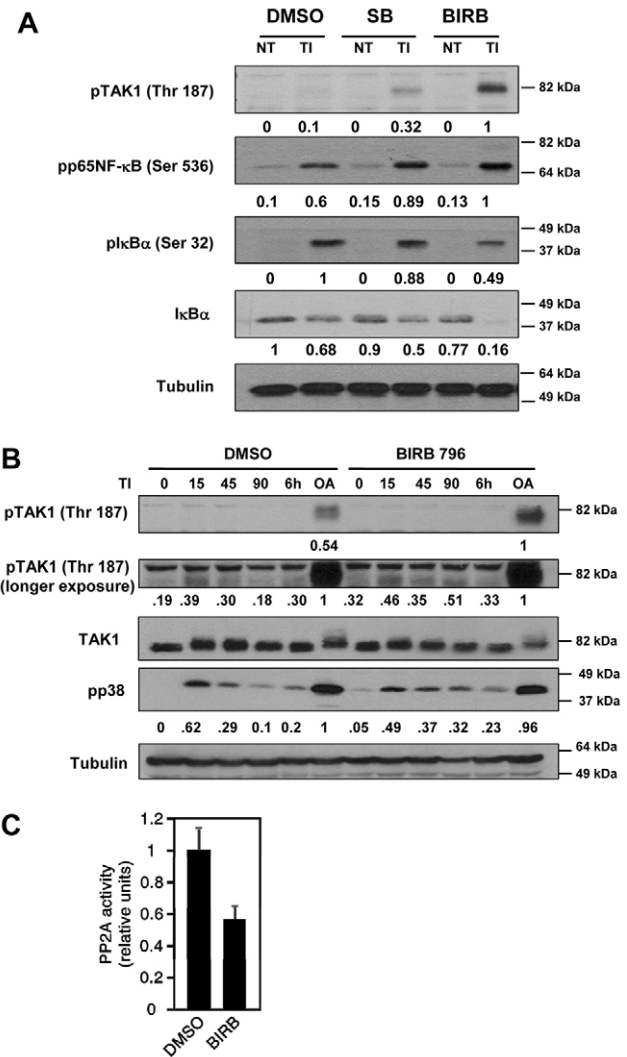 A
DMSO SB BIRB
NT TI NT TI NT TI
pTAK1 (Thr 187) 82 kDa
0 0.1 0 0.32 0 1
82 kDa
pp65NF-κB (Ser 536) 64 kDa
0.1 0.6 0.15 0.89 0.13 1
49 kDa
pIκBα (Ser 32) 37 kDa
0 1 0 0.88 0 0.49
49 kDa
IκBα 37 kDa
1 0.68 0.9 0.5 0.77 0.16
64 kDa
Tubulin 49 kDa
B
DMSO BIRB 796
TI 0 15 45 90 6h OA 0 15 45 90 6h OA
pTAK1 (Thr 187) 82 kDa
0.54 1
pTAK1 (Thr 187) 82 kDa
(longer exposure)
.19 .39 .30 .18 .30 1 .32 .46 .35 .51 .33 1
TAK1 82 kDa
49 kDa
pp38 37 kDa
0 .62 .29 0.1 0.2 1 .05 .49 .37 .32 .23 .96
64 kDa
Tubulin 49 kDa
C
PP2A activity
(relative units)
1.2
1
0.8
0.6
0.4
0.2
0
DMSO BIRB